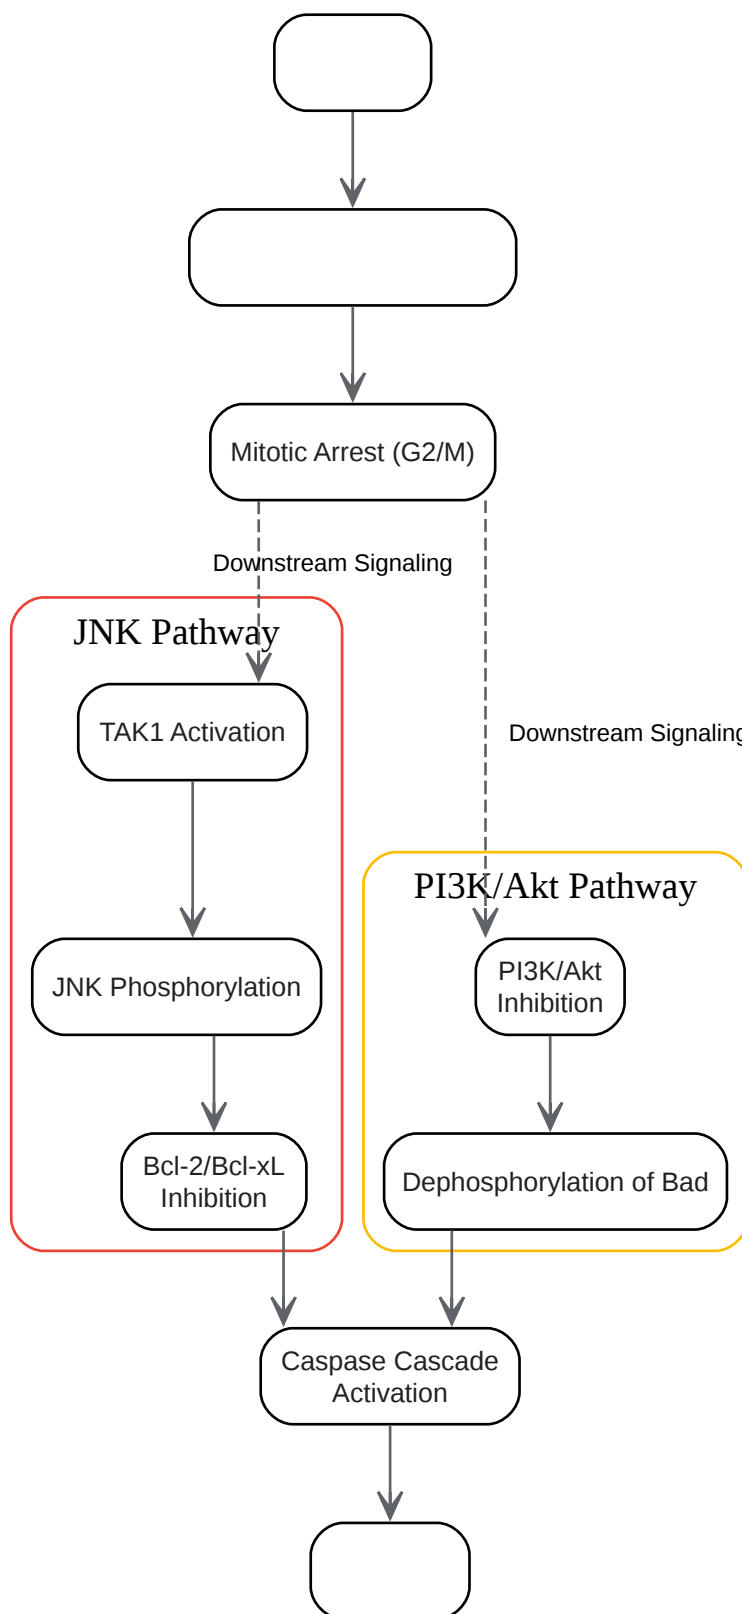 Mitotic Arrest (G2/M)
Downstream Signaling
JNK Pathway
TAK1 Activation
Downstream Signaling
PI3K/Akt Pathway
JNK Phosphorylation
PI3K/Akt
Inhibition
Bcl-2/Bcl-xL
Inhibition
Dephosphorylation of Bad
Caspase Cascade
Activation